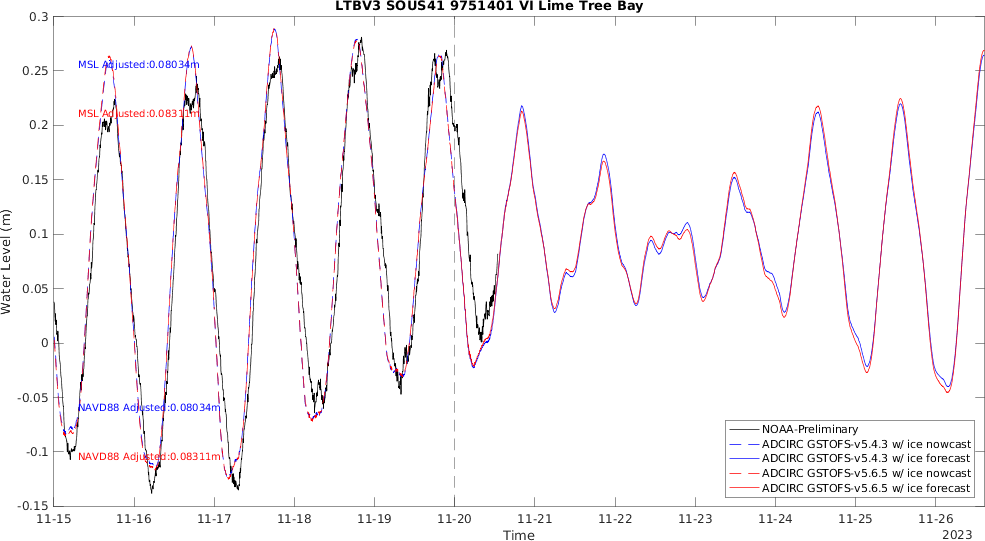 LTBV3 SOUS41 9751401 VI Lime Tree Bay
Water Level (m)
0.3
0.25
0.2
0.15
0.1
0.05
0
-0.05
-0.1
-0.15
MSL Adjusted:0.08034m
MSL Adjusted:0.08311m
NAVD88 Adjusted:0.08034m
NAVD88 Adjusted:0.08311m
NOAA-Preliminary
ADCIRC GSTOFS-v5.4.3 w/ ice nowcast
ADCIRC GSTOFS-v5.4.3 w/ ice forecast
ADCIRC GSTOFS-v5.6.5 w/ ice nowcast
ADCIRC GSTOFS-v5.6.5 w/ ice forecast
11-15 11-16 11-17 11-18 11-19 11-20 11-21 11-22 11-23 11-24 11-25 11-26
Time
2023